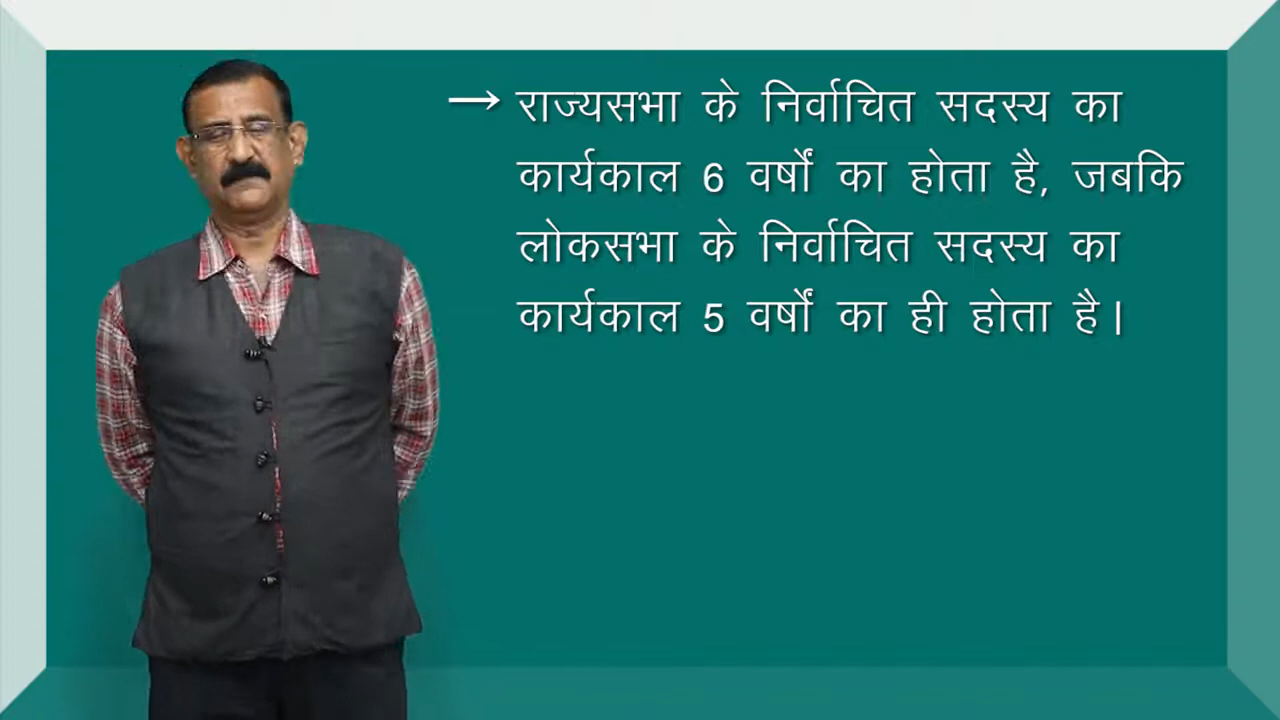 → राज्यसभा के निर्वाचित सदस्य का
कार्यकाल 6 वर्षों का होता है, जबकि
लोकसभा के निर्वाचित सदस्य का
कार्यकाल 5 वर्षों का ही होता है।